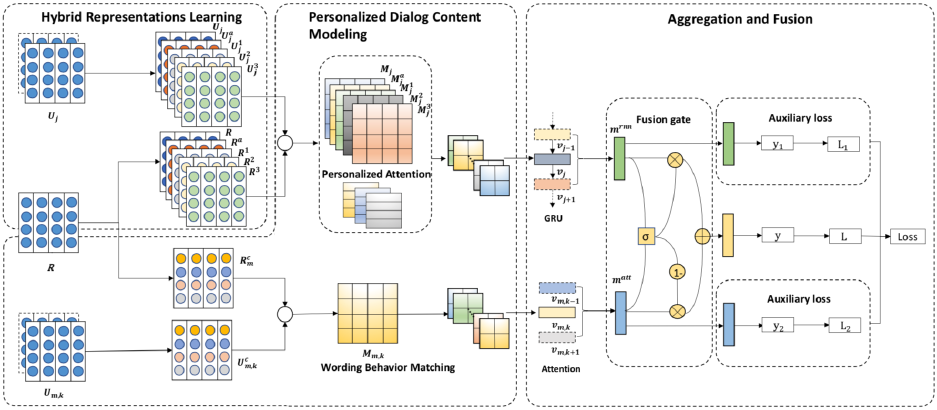 Hybrid Representations Learning
Personalized Dialog Content
Modeling
Aggregation and Fusion
U_j
U_j
U_j^a
U_j^1
U_j^2
U_j^3
R
R^a
R^1
R^2
R^3
R
R_m^c
U_{m,k}
U_{m,k}^c
M_j
M_j^a
M_j^1
M_j^2
M_j^3
Personalized Attention
M_{m,k}
Wording Behavior Matching
v_{j-1}
v_j
v_{j+1}
GRU
v_{m,k-1}
v_{m,k}
v_{m,k+1}
Attention
Fusion gate
m^{rnn}
σ
1-
m^{att}
Auxiliary loss
y_1
L_1
y
L
Loss
Auxiliary loss
y_2
L_2